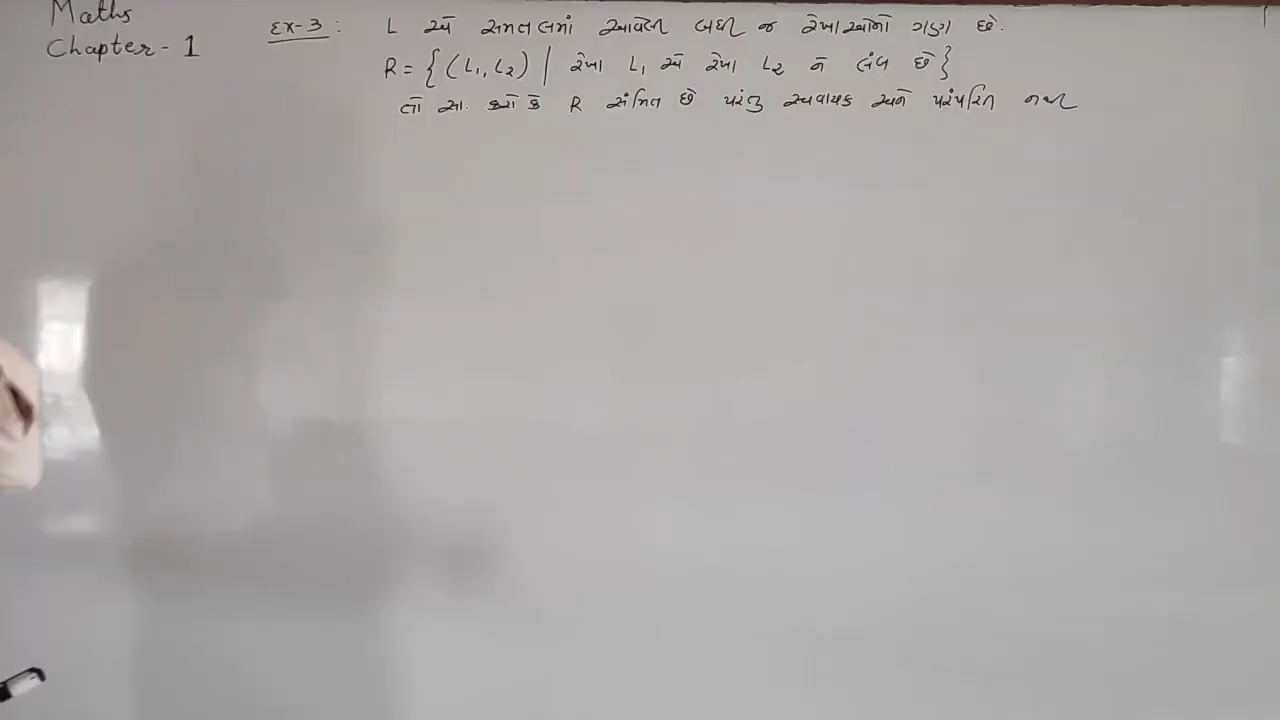 Maths
Chapter - 1
Ex-3 : L એ સમતલમાં આવેલી બધી જ રેખાઓનો ગણ છે.
R = { (L₁, L₂) | રેખા L₁ એ રેખા L₂ ને લંબ છે }
તો સા. કરો કે R સંમિત છે પરંતુ સ્વવાચક અને પરંપરિત નથી